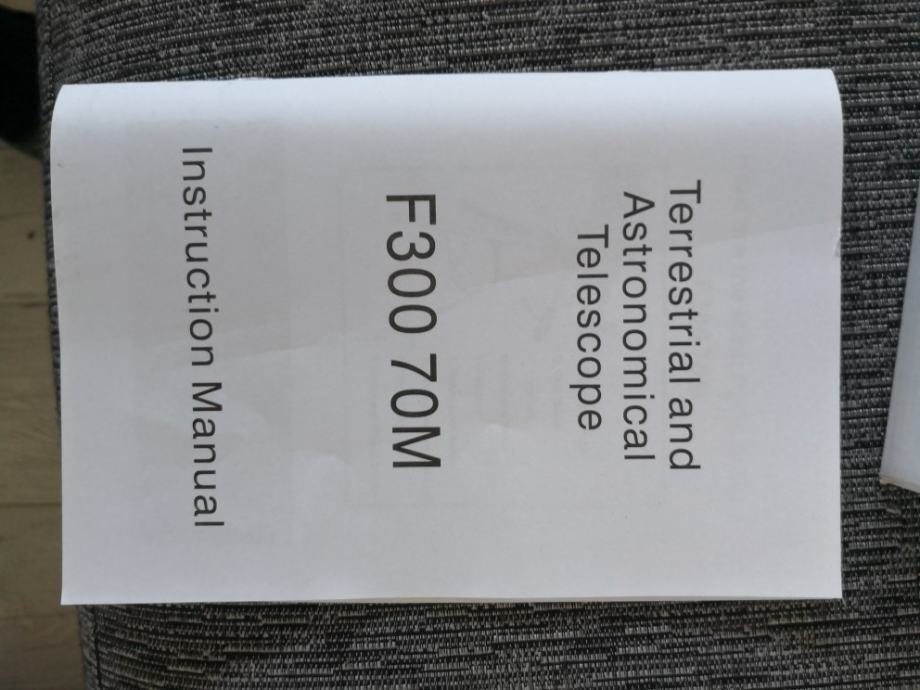 Terrestrial and
Astronomical
Telescope
F300 70M
Instruction Manual